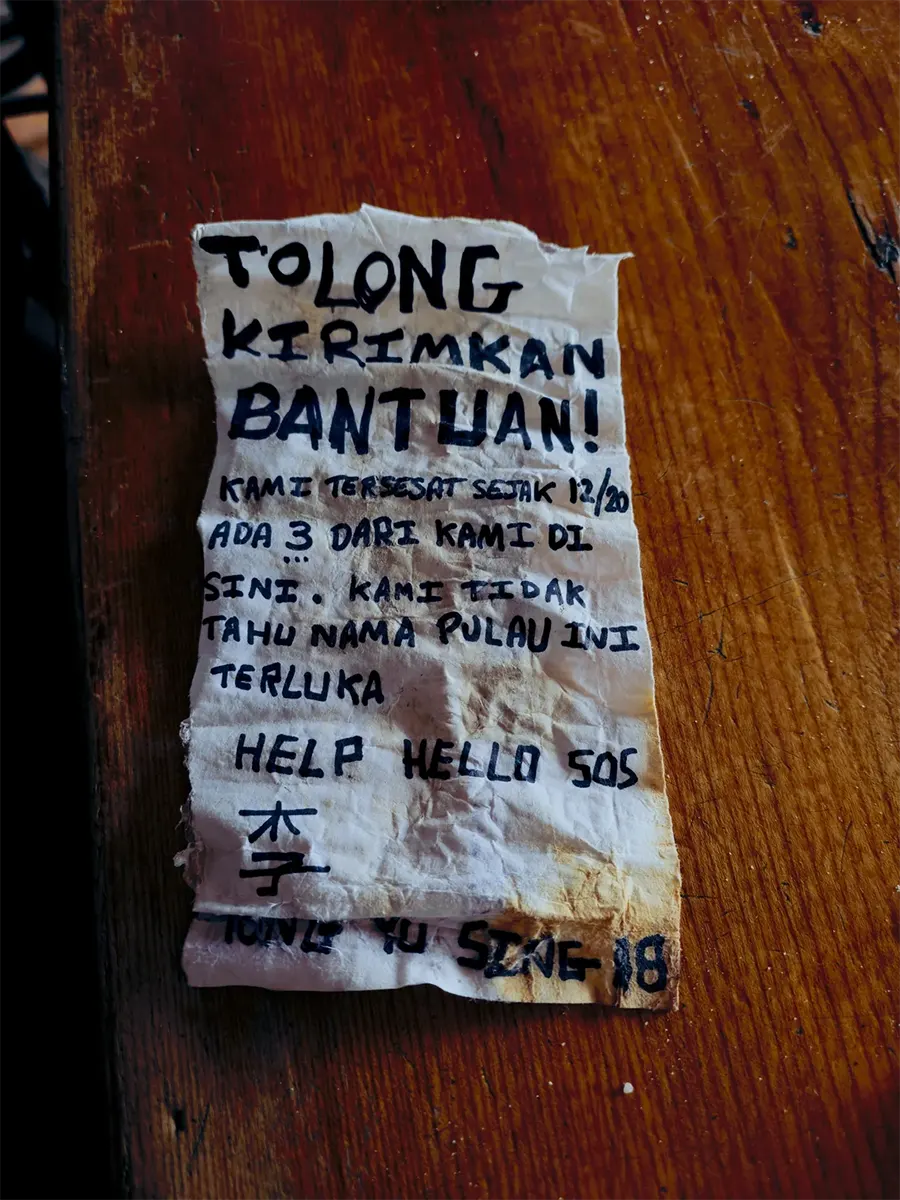 TOLONG
KIRIMKAN
BANTUAN!
KAMI TERSESAT SEJAK 12/20
ADA 3 DARI KAMI DI
SINI. KAMI TIDAK
TAHU NAMA PULAU INI
TERLUKA
HELP HELLO SOS
李
YU SING 18